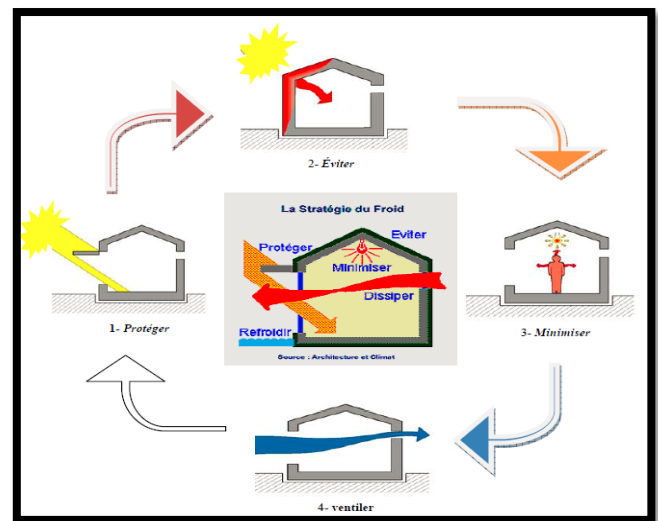 2- Éviter
La Stratégie du Froid
Eviter
Protéger
Minimiser
Dissiper
Refroidir
Source : Architecture et Climat
1- Protéger
3- Minimiser
4- ventiler